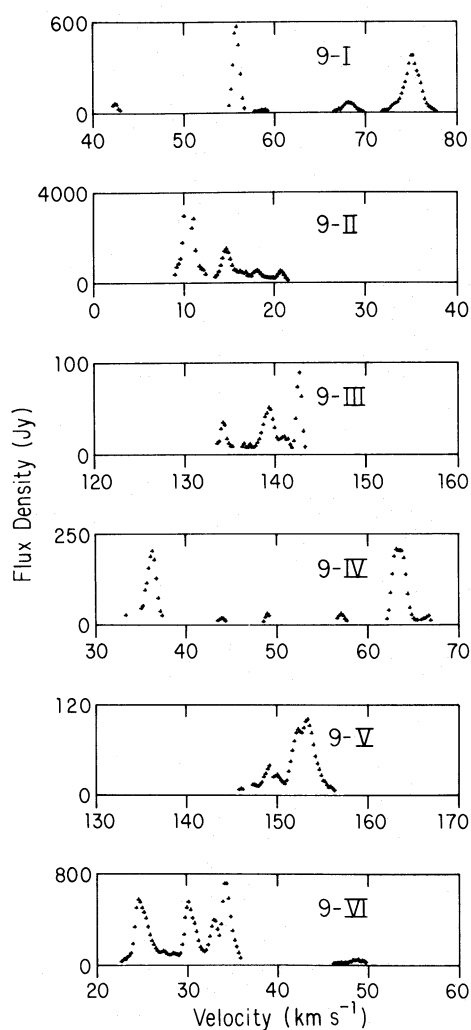 600
9-I
0
40 50 60 70 80
4000
9-II
0
0 10 20 30 40
100
9-III
0
120 130 140 150 160
Flux Density (Jy)
250
9-IV
0
30 40 50 60 70
120
9-V
0
130 140 150 160 170
800
9-VI
0
20 30 40 50 60
Velocity (km s⁻¹)